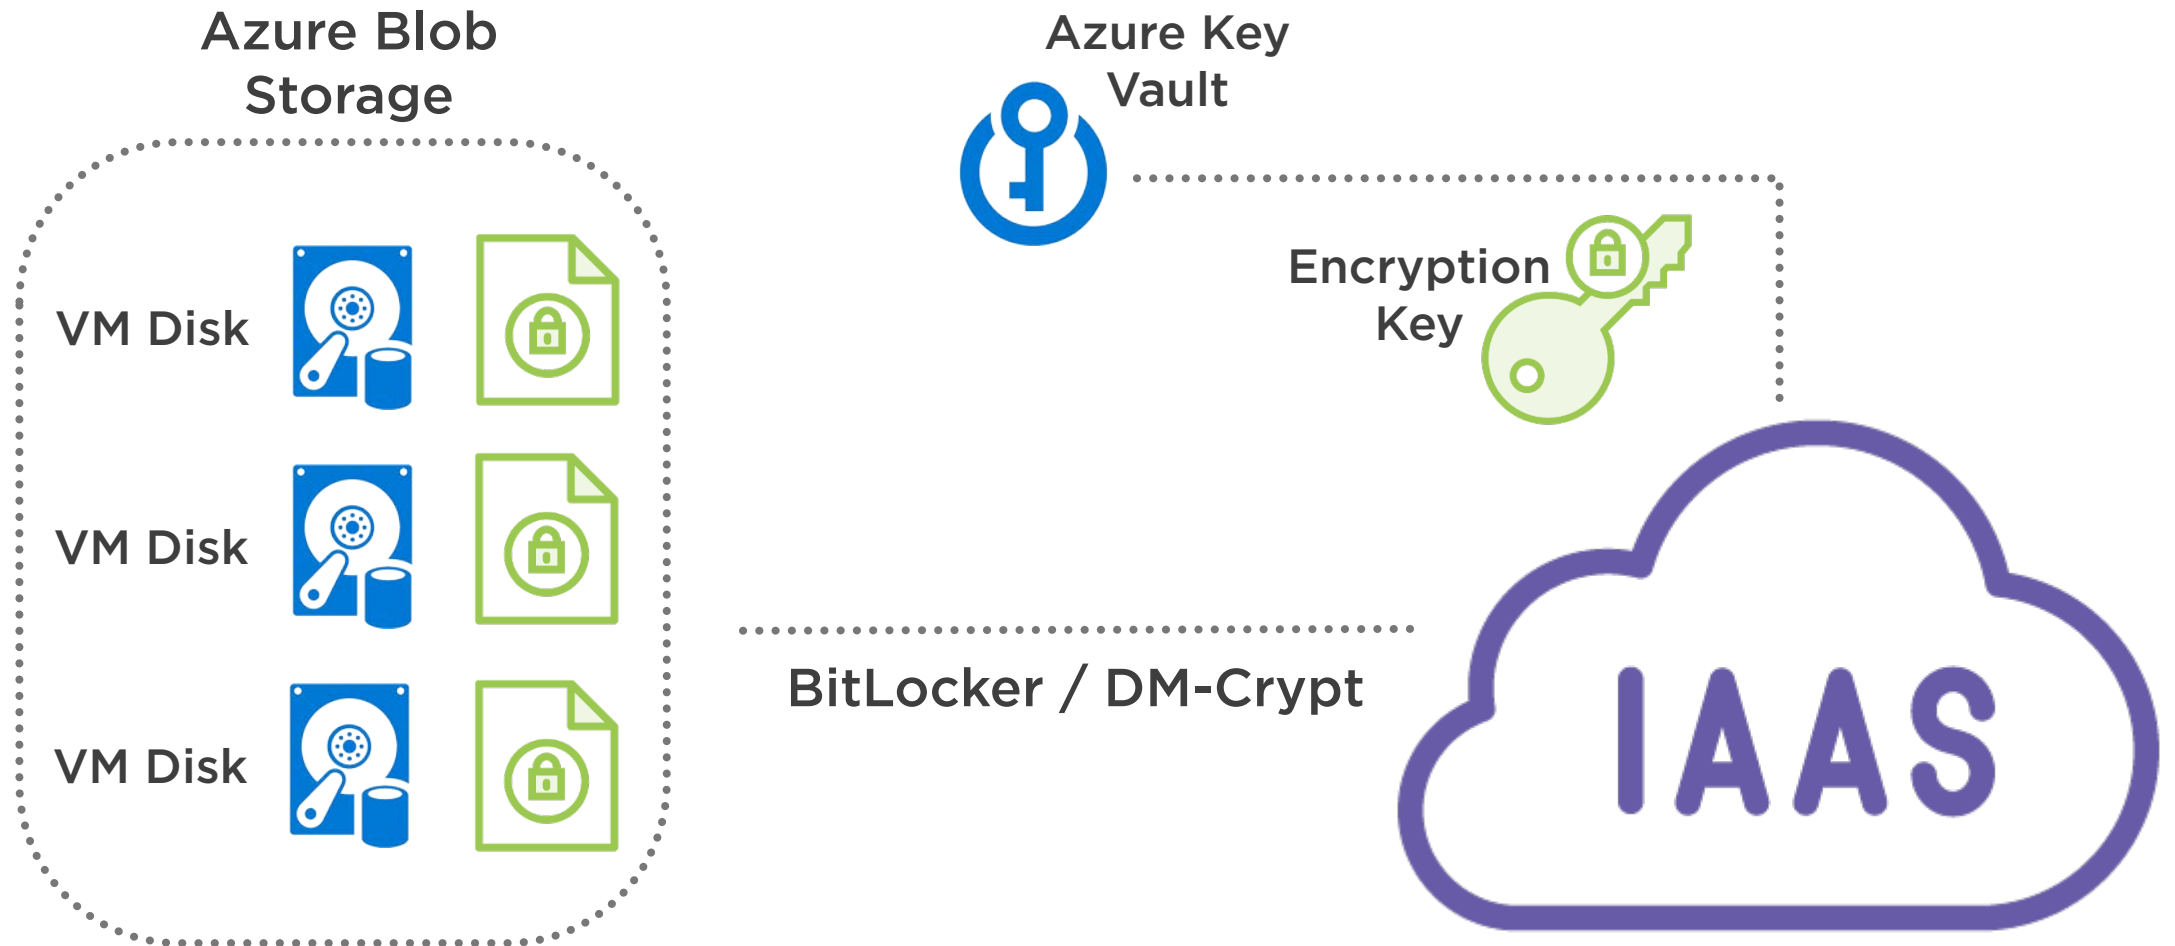 Azure Blob
Storage
Azure Key
Vault
Encryption
Key
VM Disk
VM Disk
VM Disk
BitLocker / DM-Crypt
IAAS